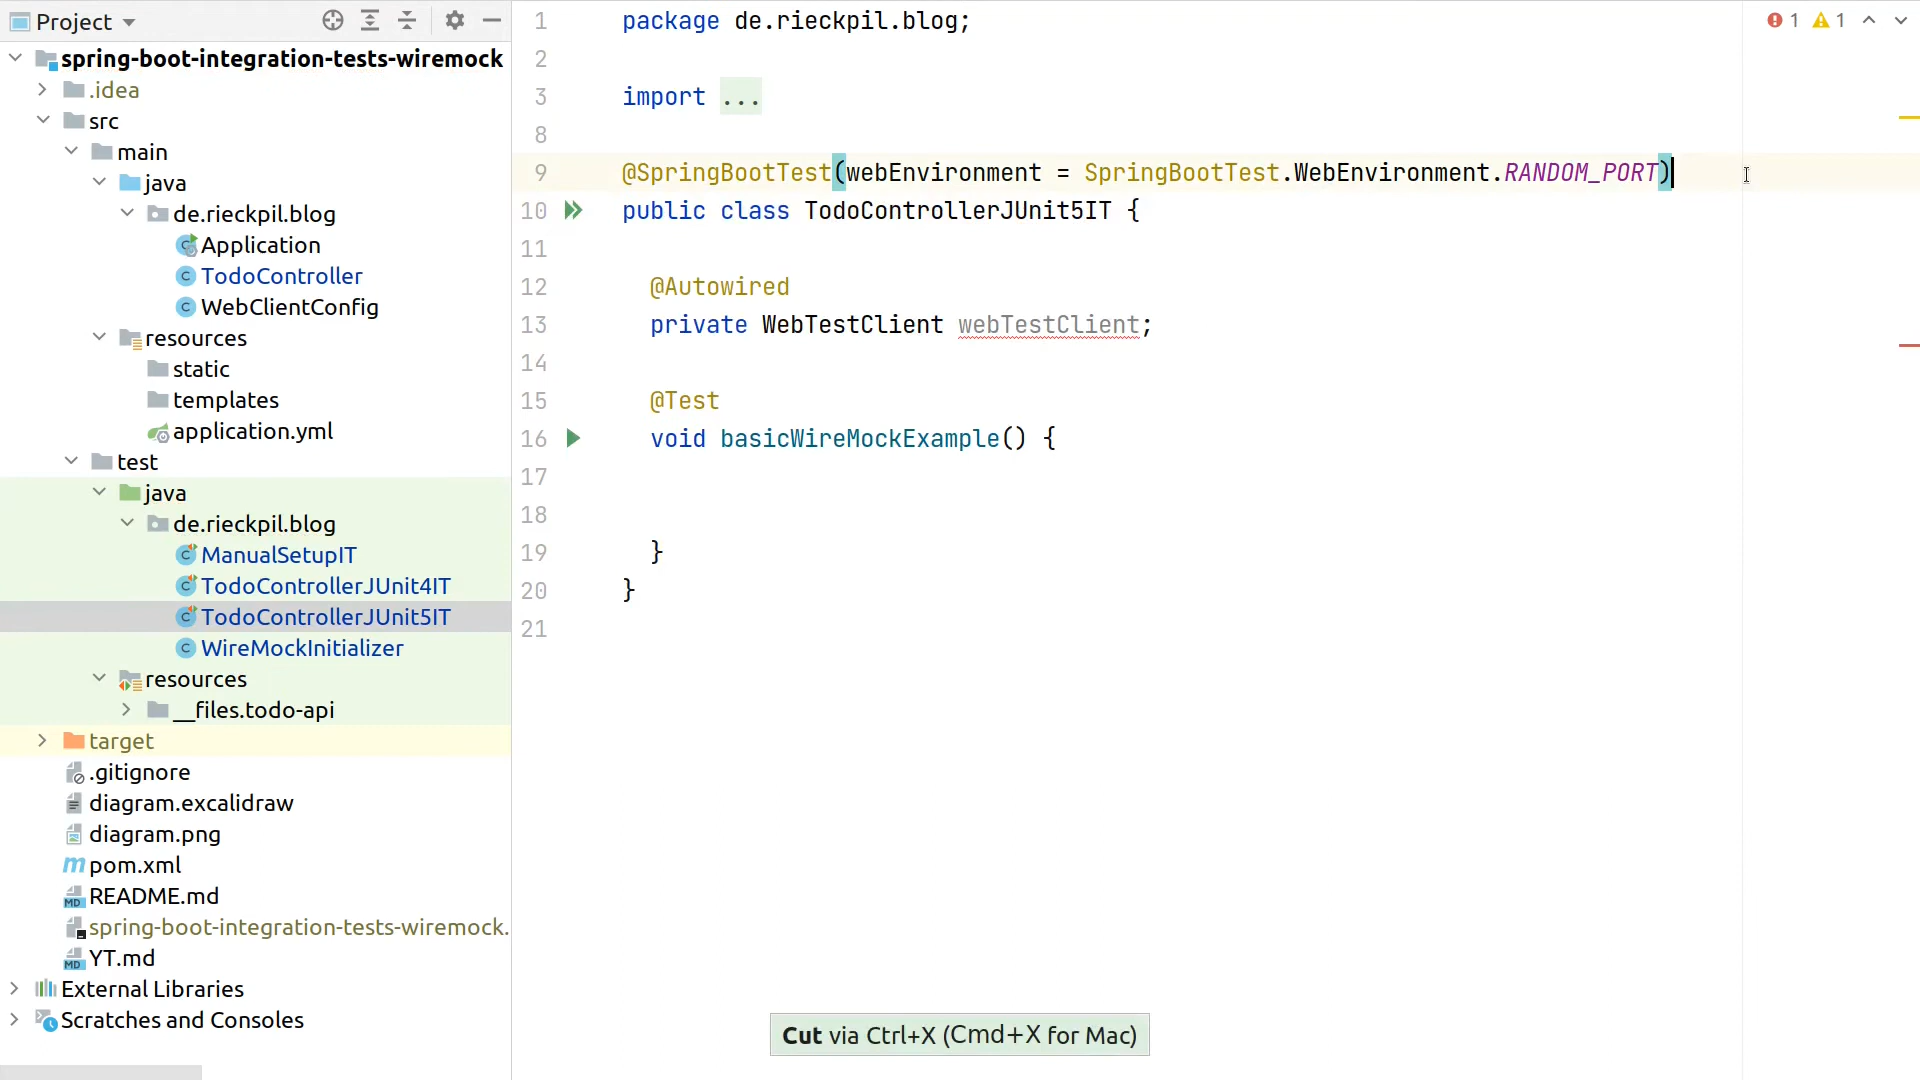 Project
spring-boot-integration-tests-wiremock
.idea
src
main
java
de.rieckpil.blog
Application
TodoController
WebClientConfig
resources
static
templates
application.yml
test
java
de.rieckpil.blog
ManualSetupIT
TodoControllerJUnit4IT
TodoControllerJUnit5IT
WireMockInitializer
resources
__files.todo-api
target
.gitignore
diagram.excalidraw
diagram.png
pom.xml
README.md
spring-boot-integration-tests-wiremock.
YT.md
External Libraries
Scratches and Consoles
1 package de.rieckpil.blog;
2
3 import ...
8
9 @SpringBootTest(webEnvironment = SpringBootTest.WebEnvironment.RANDOM_PORT)
10 public class TodoControllerJUnit5IT {
11
12 @Autowired
13 private WebTestClient webTestClient;
14
15 @Test
16 void basicWireMockExample() {
17
18
19 }
20 }
21
1 1
Cut via Ctrl+X (Cmd+X for Mac)